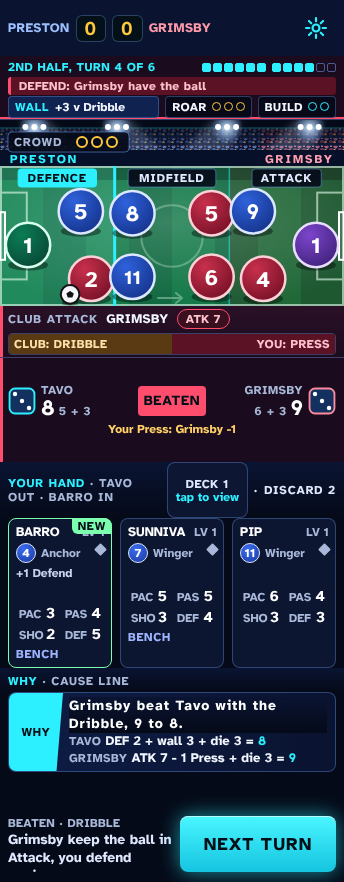 PRESTON 0 0 GRIMSBY
2ND HALF, TURN 4 OF 6
DEFEND: Grimsby have the ball
WALL +3 v Dribble
ROAR
BUILD
CROWD
PRESTON GRIMSBY
DEFENCE MIDFIELD ATTACK
5 8 5 9
1 1
2 11 6 4
CLUB ATTACK GRIMSBY ATK 7
CLUB: DRIBBLE YOU: PRESS
TAVO
8 5 + 3
BEATEN
GRIMSBY
6 + 3 9
Your Press: Grimsby -1
YOUR HAND · TAVO
OUT · BARRO IN
DECK 1
tap to view
· DISCARD 2
NEW
BARRO
4 Anchor
+1 Defend
PAC 3 PAS 4
SHO 2 DEF 5
BENCH
SUNNIVA LV 1
7 Winger
PAC 5 PAS 5
SHO 3 DEF 4
BENCH
PIP LV 1
11 Winger
PAC 6 PAS 4
SHO 3 DEF 3
WHY · CAUSE LINE
WHY
Grimsby beat Tavo with the
Dribble, 9 to 8.
TAVO DEF 2 + wall 3 + die 3 = 8
GRIMSBY ATK 7 - 1 Press + die 3 = 9
BEATEN · DRIBBLE
Grimsby keep the ball in
Attack, you defend
NEXT TURN